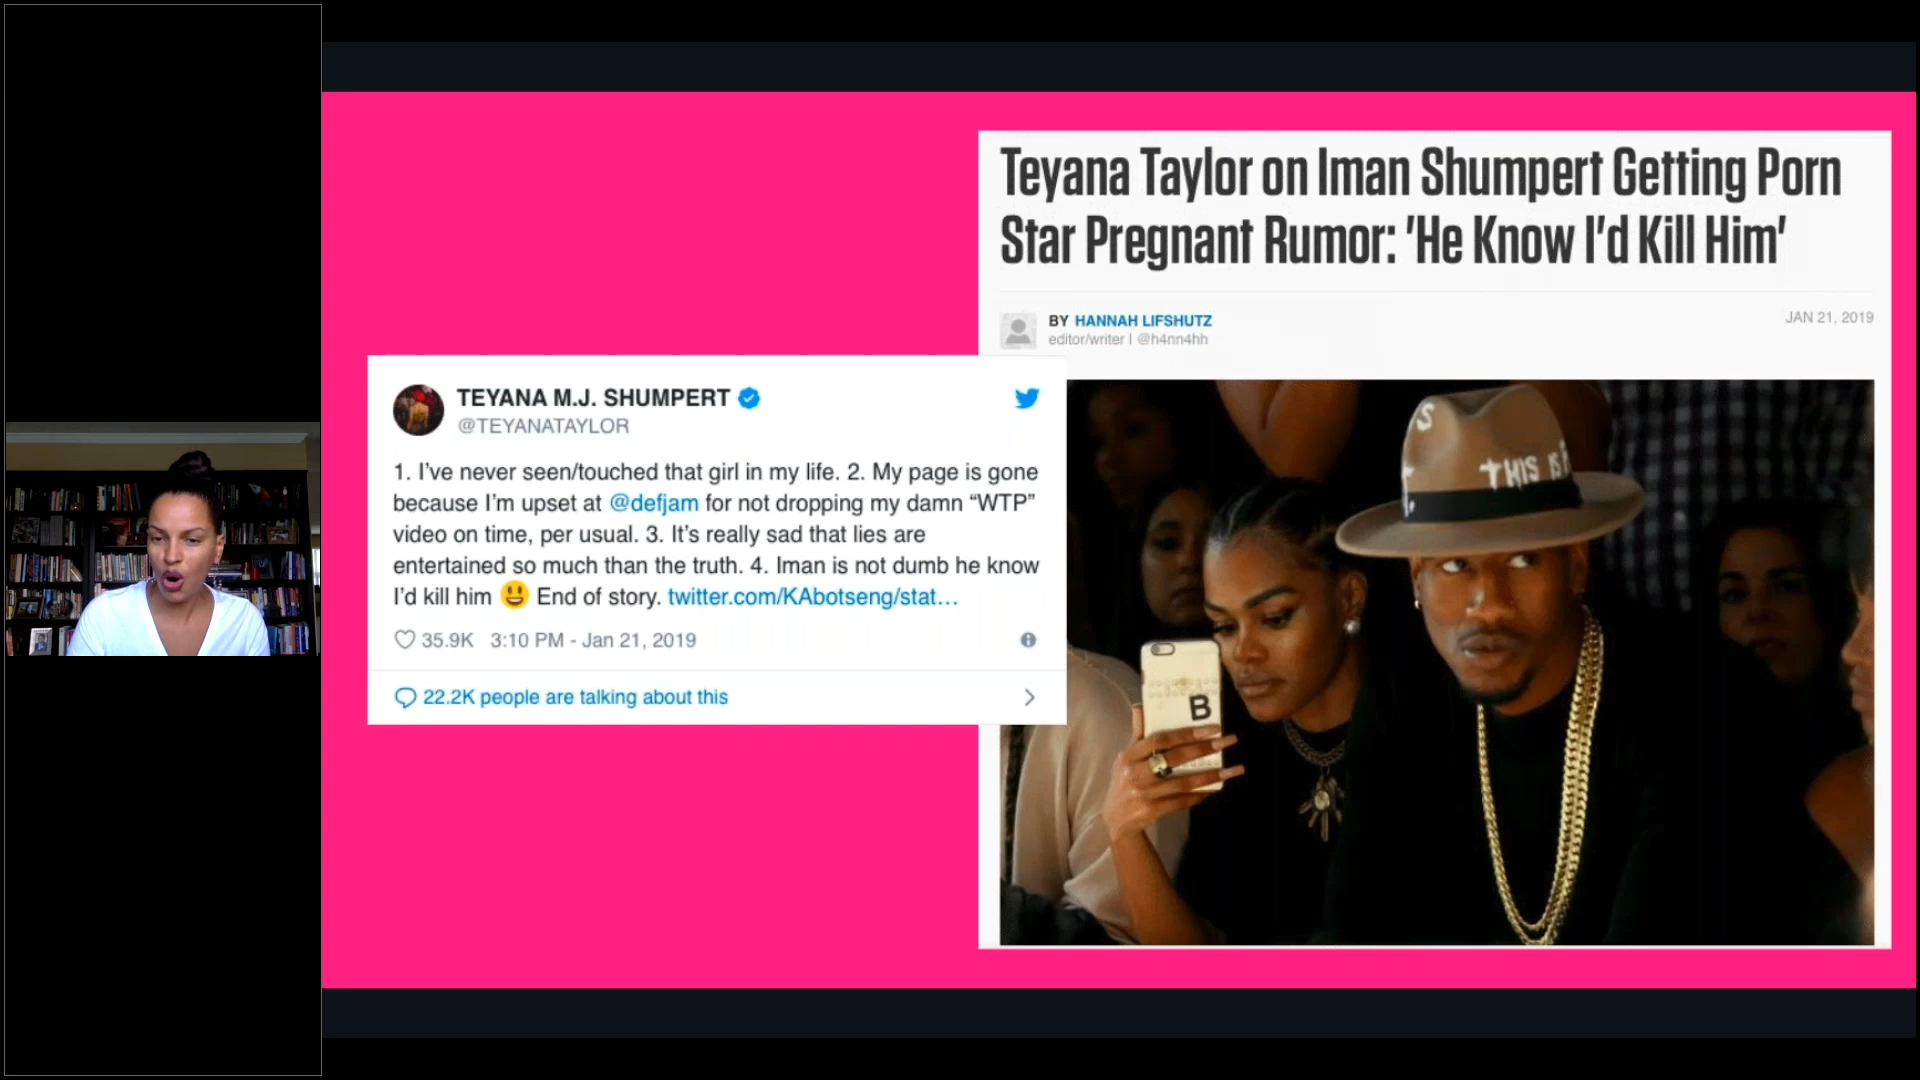 Teyana Taylor on Iman Shumpert Getting Porn
Star Pregnant Rumor: 'He Know I'd Kill Him'
BY HANNAH LIFSHUTZ
JAN 21, 2019
editor/writer | @h4nn4hh
TEYANA M.J. SHUMPERT
@TEYANATAYLOR
1. I've never seen/touched that girl in my life. 2. My page is gone
because I'm upset at @defjam for not dropping my damn “WTP”
video on time, per usual. 3. It's really sad that lies are
entertained so much than the truth. 4. Iman is not dumb he know
I'd kill him 😃 End of story. twitter.com/KAbotseng/stat…
35.9K 3:10 PM - Jan 21, 2019
22.2K people are talking about this
S
THIS IS
B